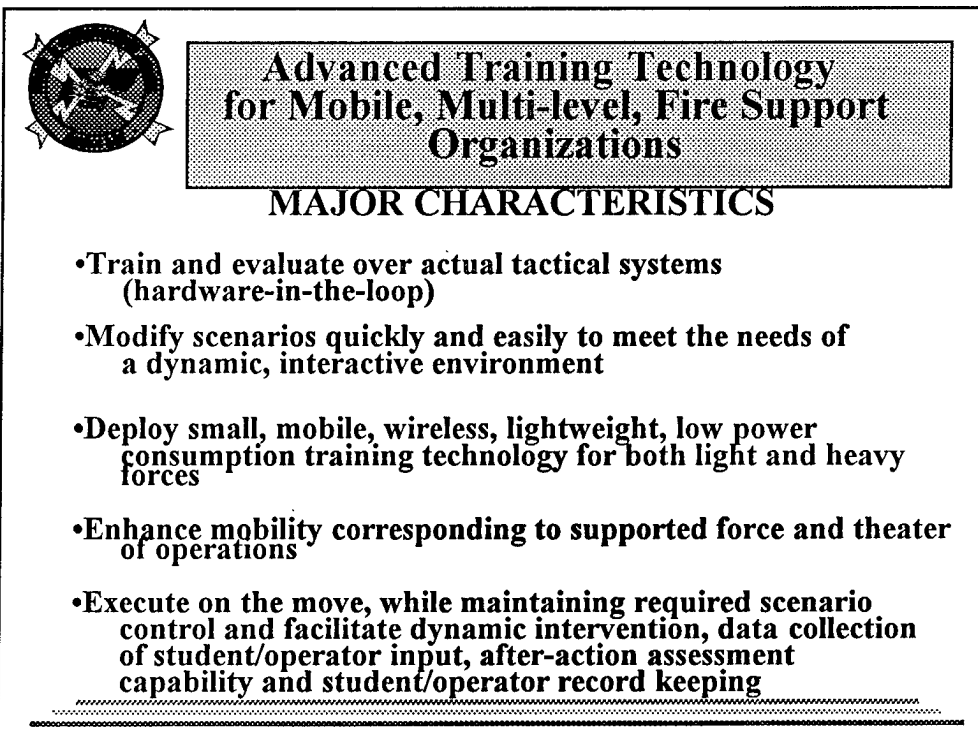 Advanced Training Technology
for Mobile, Multi-level, Fire Support
Organizations
MAJOR CHARACTERISTICS
•Train and evaluate over actual tactical systems
(hardware-in-the-loop)
•Modify scenarios quickly and easily to meet the needs of
a dynamic, interactive environment
•Deploy small, mobile, wireless, lightweight, low power
consumption training technology for both light and heavy
forces
•Enhance mobility corresponding to supported force and theater
of operations
•Execute on the move, while maintaining required scenario
control and facilitate dynamic intervention, data collection
of student/operator input, after-action assessment
capability and student/operator record keeping